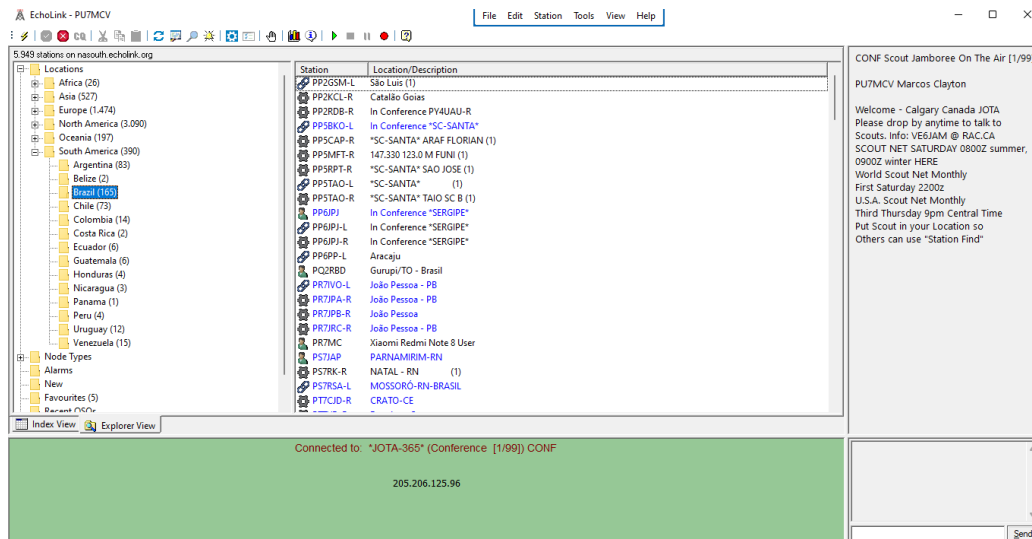 EchoLink - PU7MCV
File Edit Station Tools View Help
CQ
5.949 stations on nasouth.echolink.org
Locations
Africa (26)
Asia (527)
Europe (1.474)
North America (3.090)
Oceania (197)
South America (390)
Argentina (83)
Belize (2)
Brazil (165)
Chile (73)
Colombia (14)
Costa Rica (2)
Ecuador (6)
Guatemala (6)
Honduras (4)
Nicaragua (3)
Panama (1)
Peru (4)
Uruguay (12)
Venezuela (15)
Node Types
Alarms
New
Favourites (5)
Recent QSOs
Station Location/Description
PP2GSM-L São Luis (1)
PP2KCL-R Catalão Goias
PP2RDB-R In Conference PY4UAU-R
PP5BKO-L In Conference *SC-SANTA*
PP5CAP-R *SC-SANTA* ARAF FLORIAN (1)
PP5MFT-R 147.330 123.0 M FUNI (1)
PP5RPT-R *SC-SANTA* SAO JOSE (1)
PP5TAO-L *SC-SANTA* (1)
PP5TAO-R *SC-SANTA* TAIO SC B (1)
PP6JPJ In Conference *SERGIPE*
PP6JPJ-L In Conference *SERGIPE*
PP6JPJ-R In Conference *SERGIPE*
PP6PP-L Aracaju
PQ2RBD Gurupi/TO - Brasil
PR7IVO-L João Pessoa - PB
PR7JPA-R João Pessoa - PB
PR7JPB-R João Pessoa
PR7JRC-R João Pessoa - PB
PR7MC Xiaomi Redmi Note 8 User
PS7JAP PARNAMIRIM-RN
PS7RK-R NATAL - RN (1)
PS7RSA-L MOSSORÓ-RN-BRASIL
PT7CJD-R CRATO-CE
Index View Explorer View
CONF Scout Jamboree On The Air [1/99]
PU7MCV Marcos Clayton
Welcome - Calgary Canada JOTA
Please drop by anytime to talk to
Scouts. Info: VE6JAM @ RAC.CA
SCOUT NET SATURDAY 0800Z summer,
0900Z winter HERE
World Scout Net Monthly
First Saturday 2200z
U.S.A. Scout Net Monthly
Third Thursday 9pm Central Time
Put Scout in your Location so
Others can use "Station Find"
Connected to: *JOTA-365* (Conference [1/99]) CONF
205.206.125.96
Send